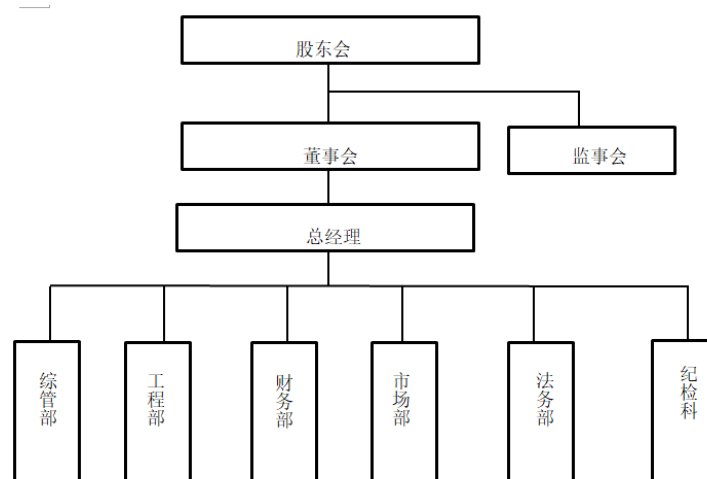 股东会
董事会
监事会
总经理
综管部
工程部
财务部
市场部
法务部
纪检科